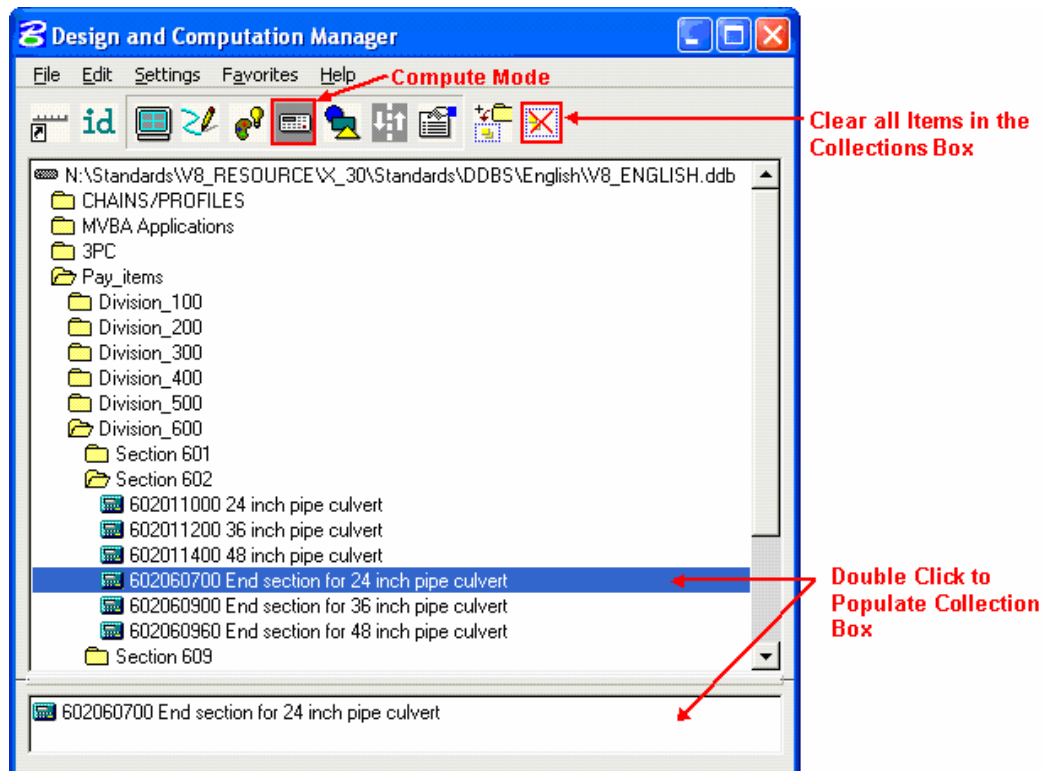 Design and Computation Manager
File Edit Settings Favorites Help
Compute Mode
id
Clear all Items in the
Collections Box
N:\Standards\V8_RESOURCE\X_30\Standards\DDBS\English\V8_ENGLISH.ddb
CHAINS/PROFILES
MVBA Applications
3PC
Pay_items
Division_100
Division_200
Division_300
Division_400
Division_500
Division_600
Section 601
Section 602
602011000 24 inch pipe culvert
602011200 36 inch pipe culvert
602011400 48 inch pipe culvert
602060700 End section for 24 inch pipe culvert
602060900 End section for 36 inch pipe culvert
602060960 End section for 48 inch pipe culvert
Section 609
Double Click to
Populate Collection
Box
602060700 End section for 24 inch pipe culvert